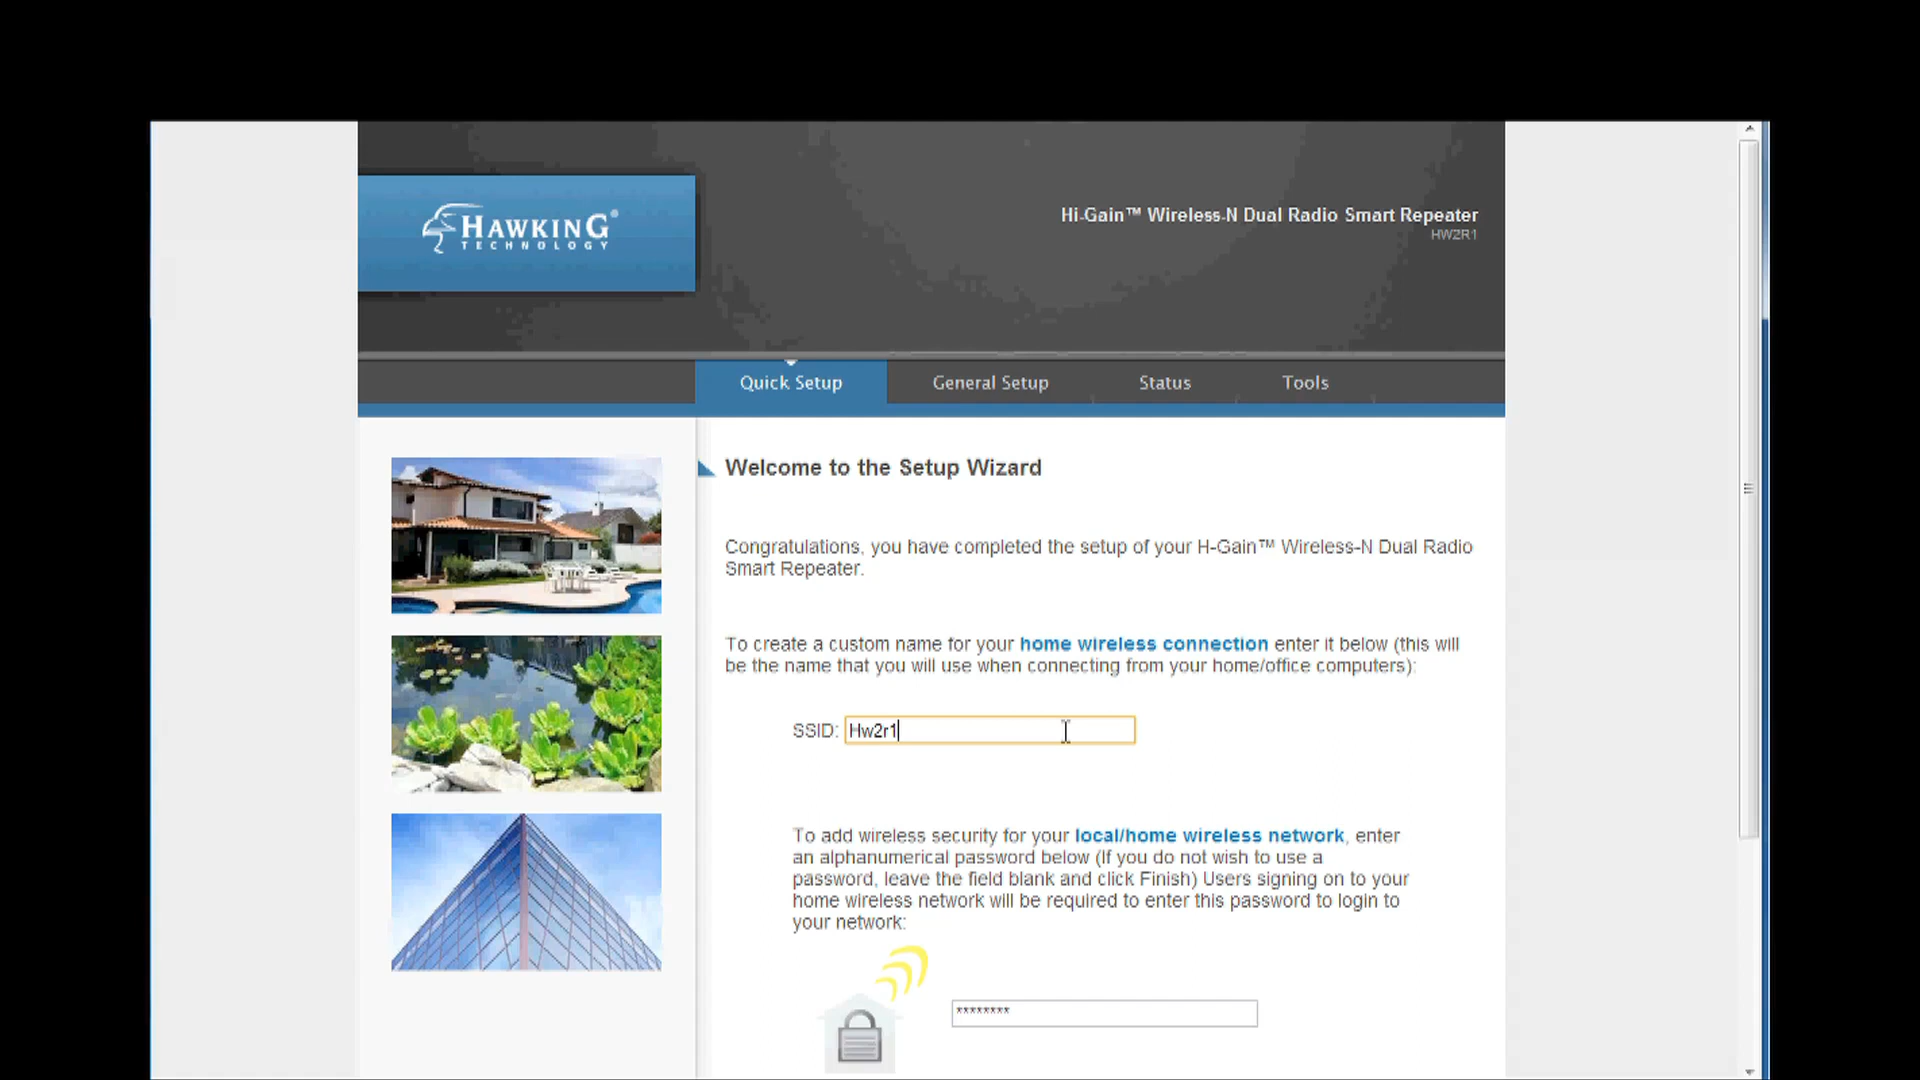 HAWKING®
TECHNOLOGY
Hi-Gain™ Wireless-N Dual Radio Smart Repeater
HW2R1
Quick Setup
General Setup
Status
Tools
Welcome to the Setup Wizard
Congratulations, you have completed the setup of your H-Gain™ Wireless-N Dual Radio
Smart Repeater.
To create a custom name for your home wireless connection enter it below (this will
be the name that you will use when connecting from your home/office computers):
SSID: Hw2r1
To add wireless security for your local/home wireless network, enter
an alphanumerical password below (If you do not wish to use a
password, leave the field blank and click Finish) Users signing on to your
home wireless network will be required to enter this password to login to
your network:
********